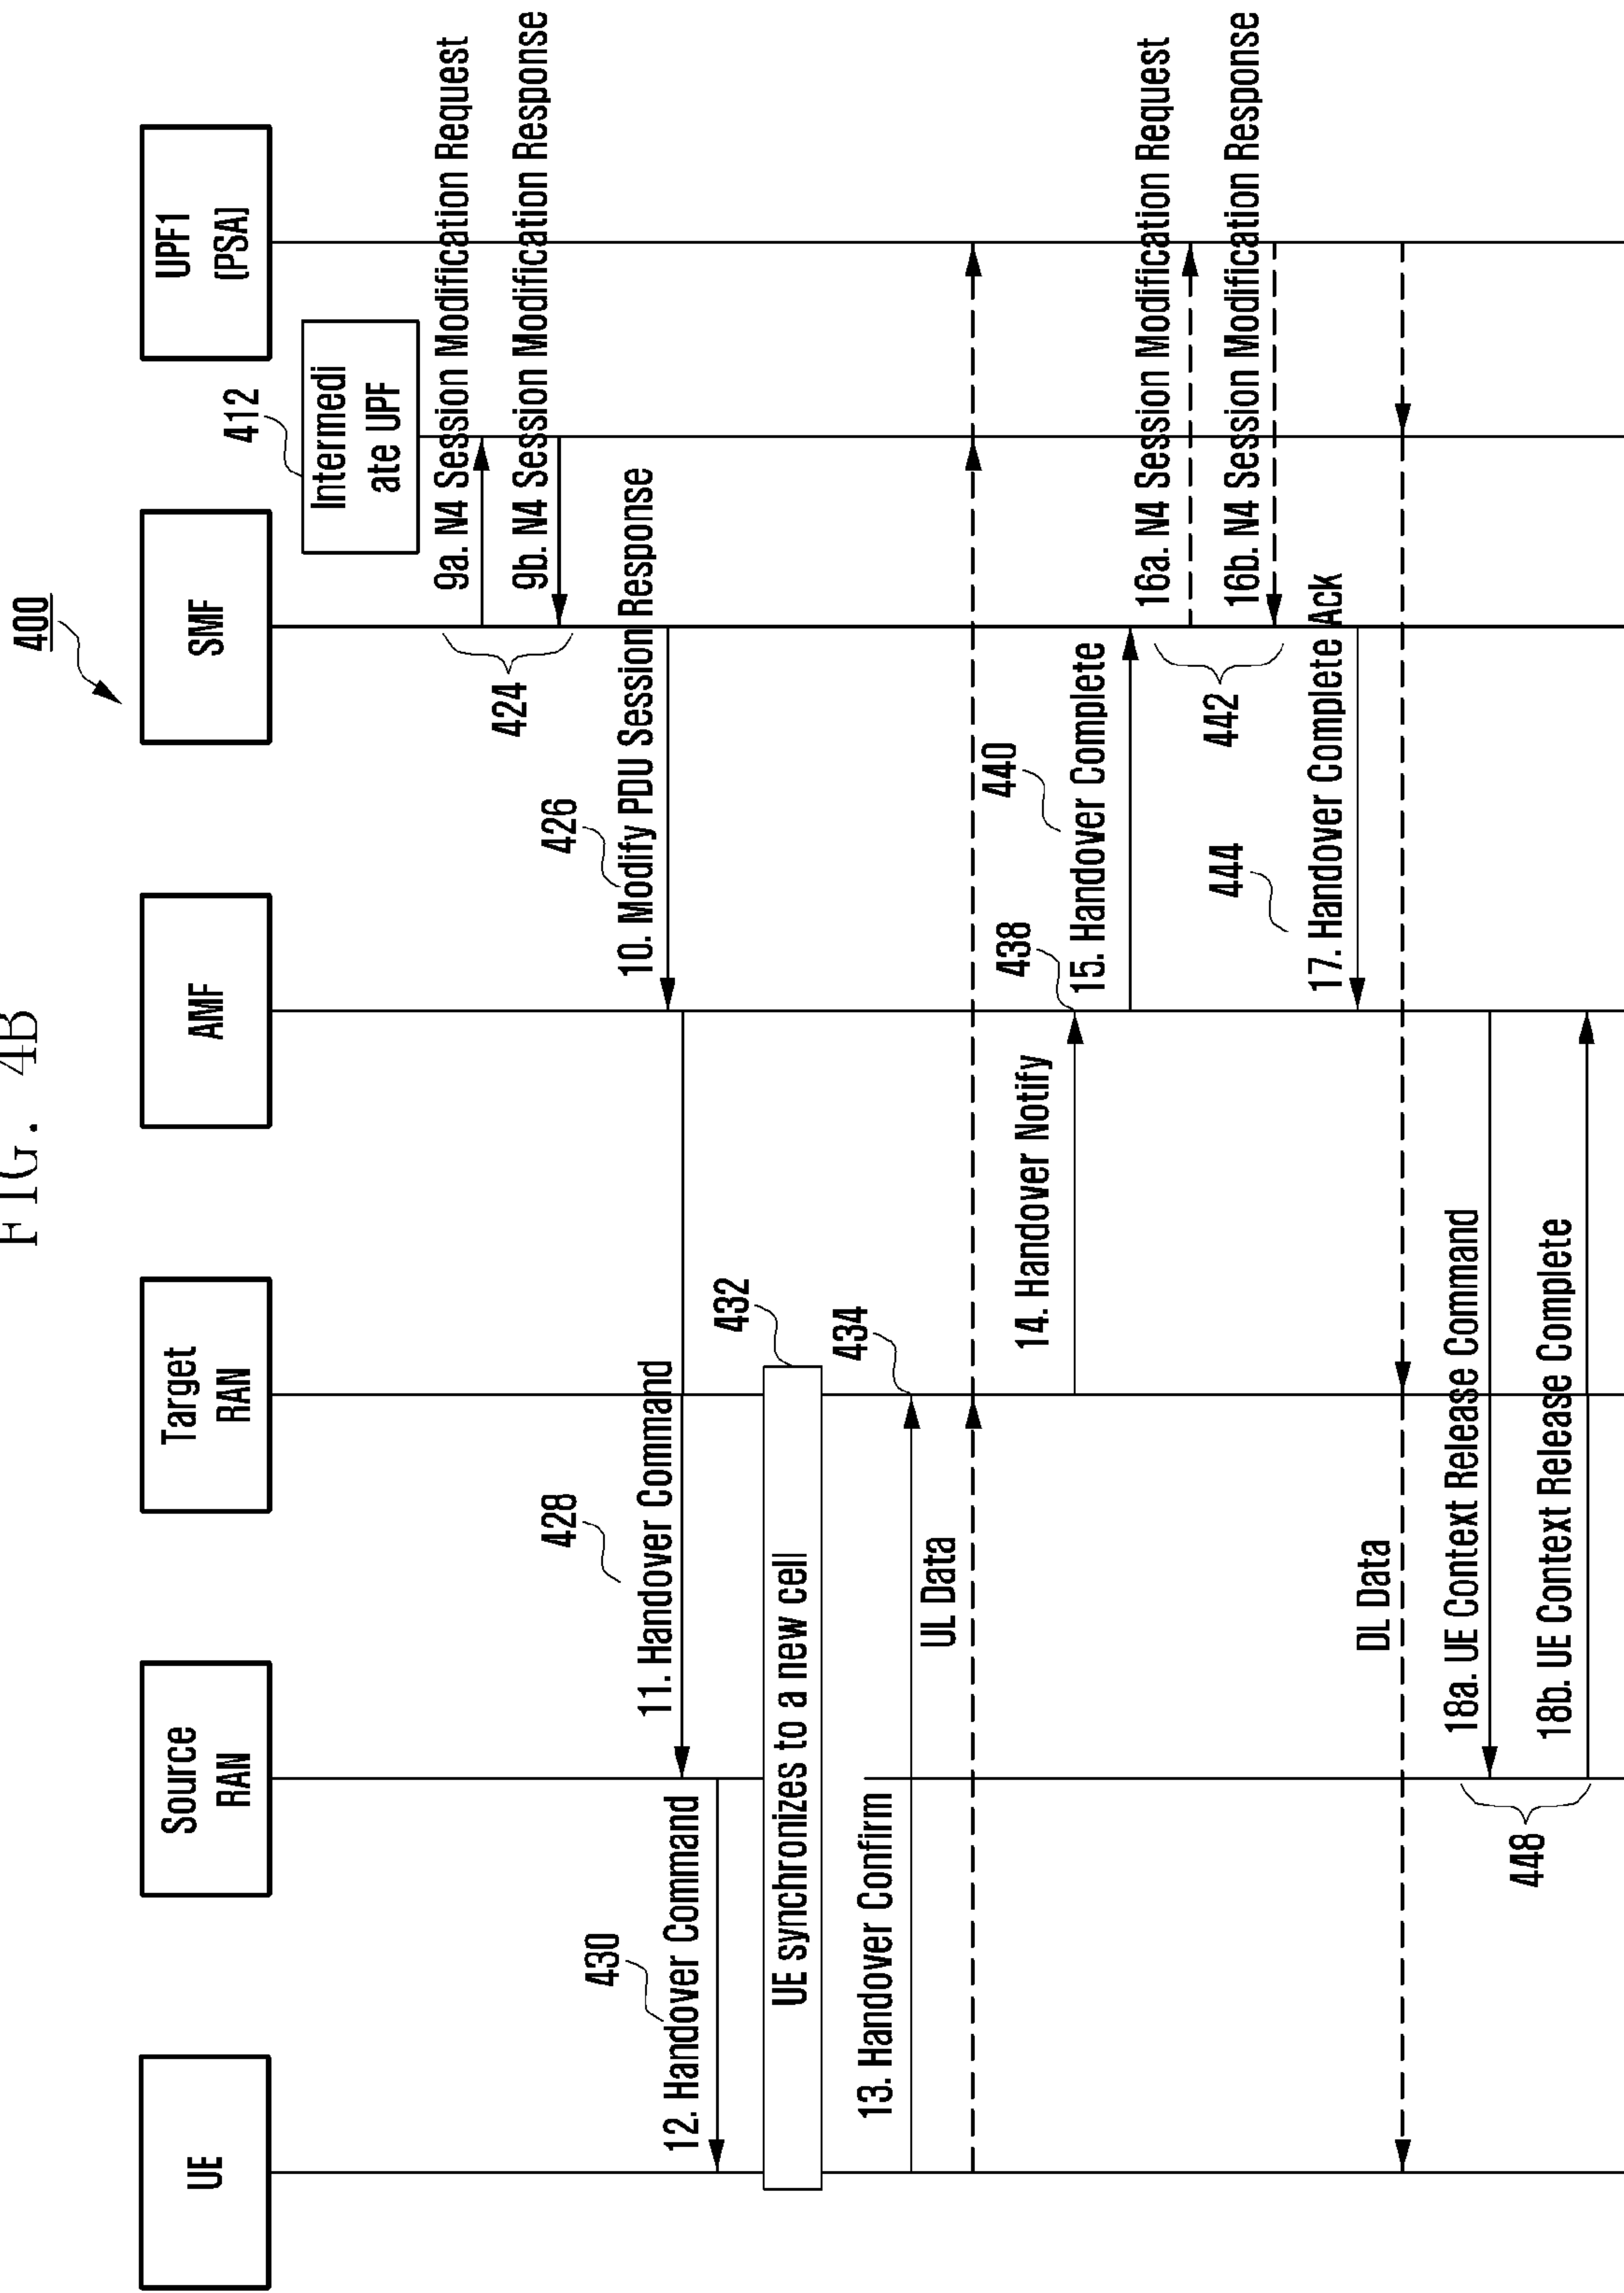 FIG. 4B
400
UE
Source
RAN
Target
RAN
AMF
SMF
UPF1
(PSA)
412
Intermedi
ate UPF
9a. N4 Session Modification Request
424
9b. N4 Session Modification Response
426
10. Modify PDU Session Response
428
11. Handover Command
430
12. Handover Command
432
UE synchronizes to a new cell
434
13. Handover Confirm
UL Data
438
14. Handover Notify
440
15. Handover Complete
16a. N4 Session Modification Request
442
16b. N4 Session Modification Response
444
17. Handover Complete Ack
DL Data
18a. UE Context Release Command
448
18b. UE Context Release Complete